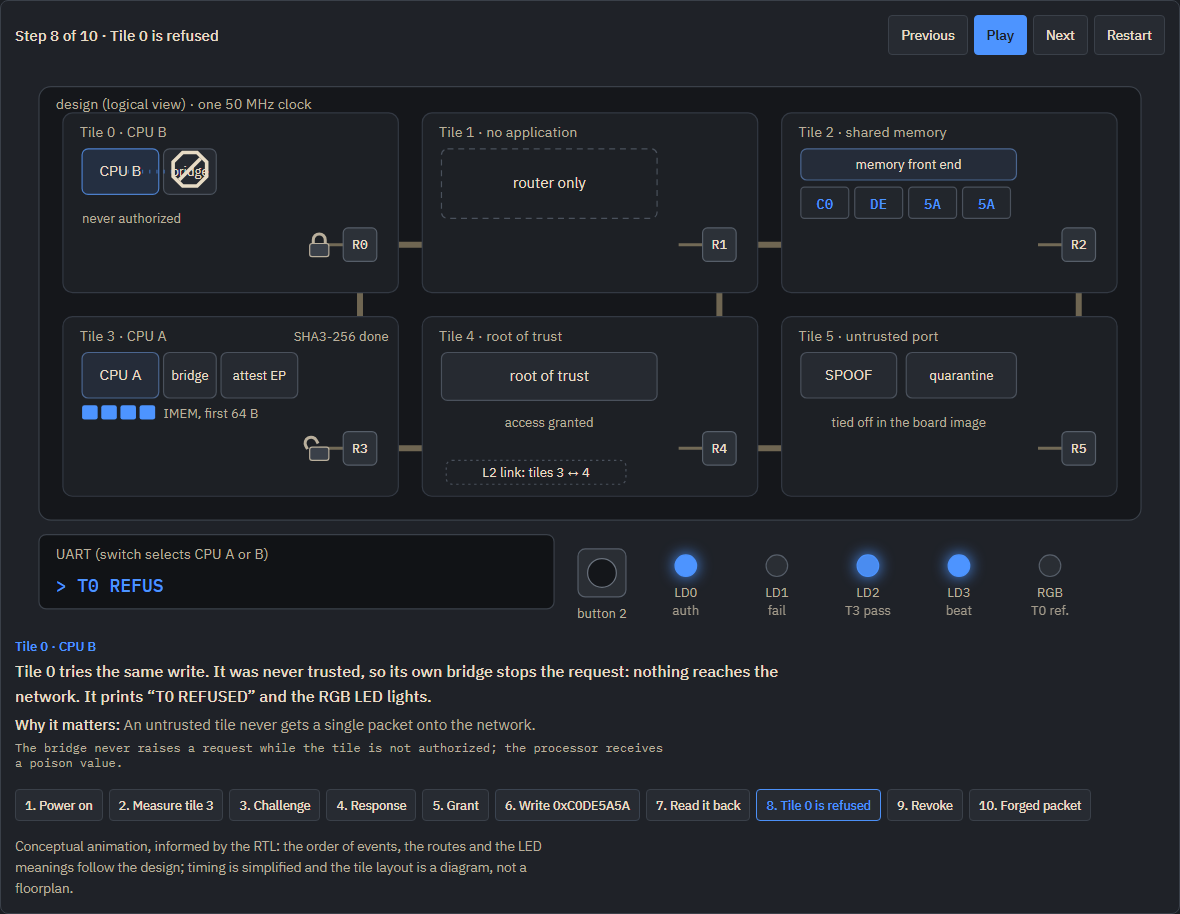 Step 8 of 10 · Tile 0 is refused
Previous
Play
Next
Restart
design (logical view) · one 50 MHz clock
Tile 0 · CPU B
CPU B
bridge
never authorized
R0
Tile 1 · no application
router only
R1
Tile 2 · shared memory
memory front end
C0
DE
5A
5A
R2
Tile 3 · CPU A
SHA3-256 done
CPU A
bridge
attest EP
IMEM, first 64 B
R3
Tile 4 · root of trust
root of trust
access granted
R4
L2 link: tiles 3 ↔ 4
Tile 5 · untrusted port
SPOOF
quarantine
tied off in the board image
R5
UART (switch selects CPU A or B)
> T0 REFUS
button 2
LD0
auth
LD1
fail
LD2
T3 pass
LD3
beat
RGB
T0 ref.
Tile 0 · CPU B
Tile 0 tries the same write. It was never trusted, so its own bridge stops the request: nothing reaches the
network. It prints “T0 REFUSED” and the RGB LED lights.
Why it matters: An untrusted tile never gets a single packet onto the network.
The bridge never raises a request while the tile is not authorized; the processor receives
a poison value.
1. Power on
2. Measure tile 3
3. Challenge
4. Response
5. Grant
6. Write 0xC0DE5A5A
7. Read it back
8. Tile 0 is refused
9. Revoke
10. Forged packet
Conceptual animation, informed by the RTL: the order of events, the routes and the LED
meanings follow the design; timing is simplified and the tile layout is a diagram, not a
floorplan.